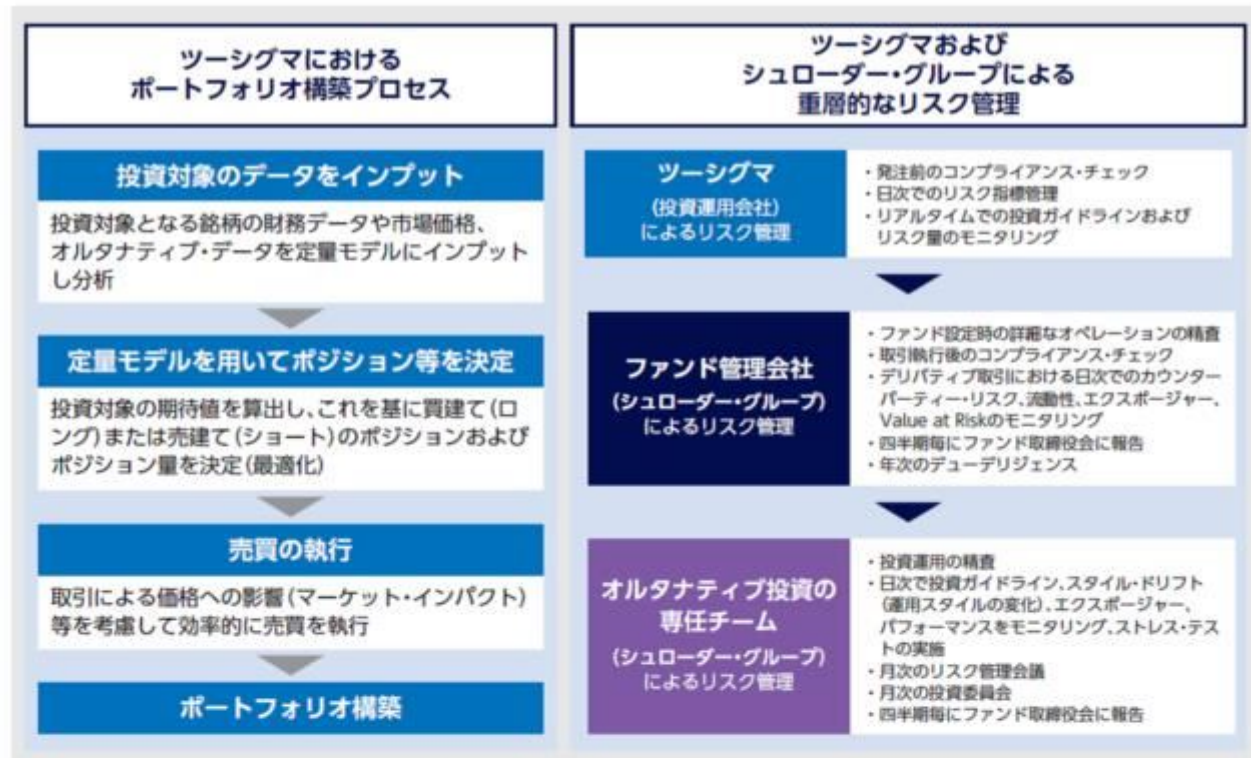 ツーシグマにおける
ポートフォリオ構築プロセス
投資対象のデータをインプット
投資対象となる銘柄の財務データや市場価格、
オルタナティブ・データを定量モデルにインプット
し分析
定量モデルを用いてポジション等を決定
投資対象の期待値を算出し、これを基に買建て(ロ
ング)または売建て(ショート)のポジションおよび
ポジション量を決定(最適化)
売買の執行
取引による価格への影響(マーケット・インパクト)
等を考慮して効率的に売買を執行
ポートフォリオ構築
ツーシグマおよび
シュローダー・グループによる
重層的なリスク管理
ツーシグマ
(投資運用会社)
によるリスク管理
・発注前のコンプライアンス・チェック
・日次でのリスク指標管理
・リアルタイムでの投資ガイドラインおよび
リスク量のモニタリング
ファンド管理会社
(シュローダー・グループ)
によるリスク管理
・ファンド設定時の詳細なオペレーションの精査
・取引執行後のコンプライアンス・チェック
・デリバティブ取引における日次でのカウンター
パーティー・リスク、流動性、エクスポージャー、
Value at Riskのモニタリング
・四半期毎にファンド取締役会に報告
・年次のデューデリジェンス
オルタナティブ投資の
専任チーム
(シュローダー・グループ)
によるリスク管理
・投資運用の精査
・日次で投資ガイドライン、スタイル・ドリフト
(運用スタイルの変化)、エクスポージャー、
パフォーマンスをモニタリング、ストレス・テス
トの実施
・月次のリスク管理会議
・月次の投資委員会
・四半期毎にファンド取締役会に報告